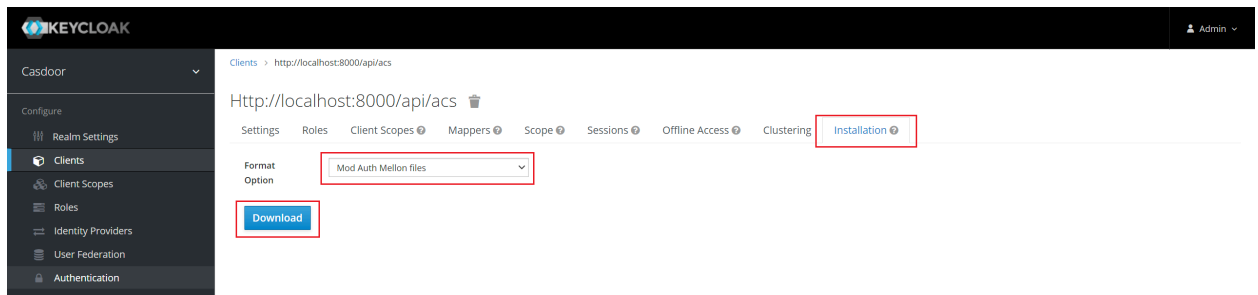 KEYCLOAK
Admin
Casdoor
Clients > http://localhost:8000/api/acs
Configure
Http://localhost:8000/api/acs
Settings Roles Client Scopes Mappers Scope Sessions Offline Access Clustering Installation
Realm Settings
Clients
Client Scopes
Roles
Identity Providers
User Federation
Authentication
Format
Option
Mod Auth Mellon files
Download